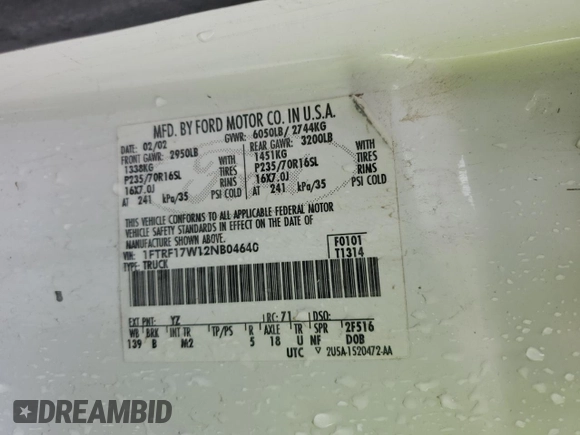 MFD. BY FORD MOTOR CO. IN U.S.A.
DATE: 02/02 GVWR: 6050LB/ 2744KG
FRONT GAWR: 2950LB REAR GAWR: 3200LB
1338KG WITH 1451KG WITH
P235/70R16SL TIRES P235/70R16SL TIRES
16X7.0J RIMS 16X7.0J RIMS
AT 241 kPa/35 PSI COLD AT 241 kPa/35 PSI COLD
THIS VEHICLE CONFORMS TO ALL APPLICABLE FEDERAL MOTOR
VEHICLE SAFETY STANDARDS IN EFFECT ON THE DATE OF
MANUFACTURE SHOWN ABOVE.
VIN: 1FTRF17W12NB04640 F0101
TYPE: TRUCK T1314
EXT PNT: YZ RC: 71 DSO:
WB BRK INT TR TP/PS R AXLE TR SPR 2F516
139 B M2 5 18 U NF DOB
UTC ▽ 2U5A-1520472-AA
DREAMBID